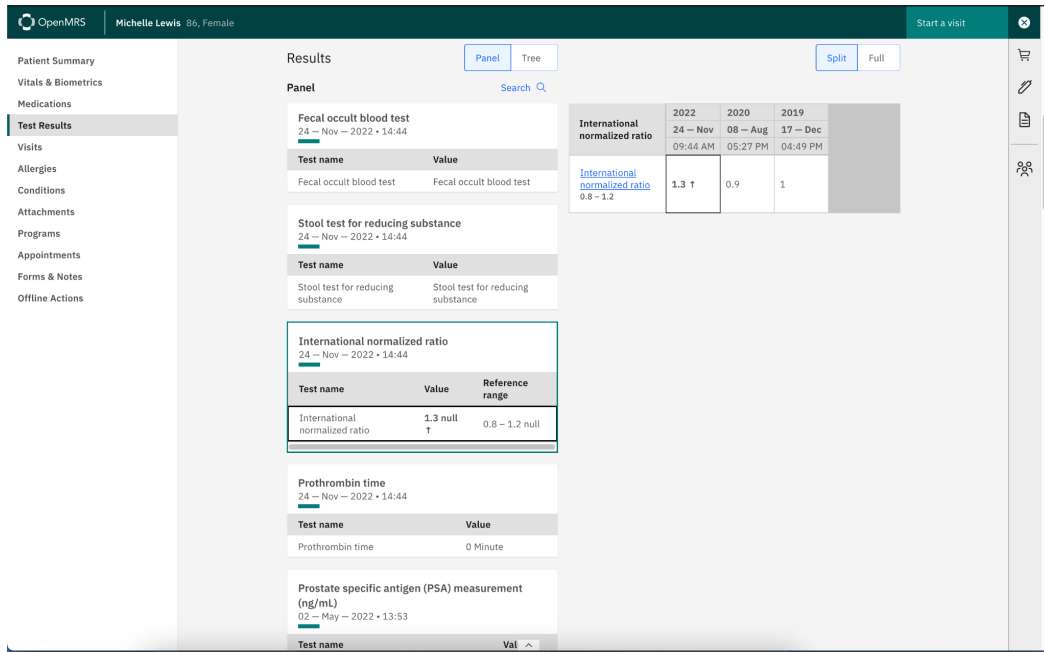 OpenMRS
Michelle Lewis 86, Female
Start a visit
Patient Summary
Vitals & Biometrics
Medications
Test Results
Visits
Allergies
Conditions
Attachments
Programs
Appointments
Forms & Notes
Offline Actions
Results
Panel Tree
Split Full
Panel
Search
Fecal occult blood test
24 — Nov — 2022 • 14:44
Test name Value
Fecal occult blood test Fecal occult blood test
Stool test for reducing substance
24 — Nov — 2022 • 14:44
Test name Value
Stool test for reducing Stool test for reducing
substance substance
International normalized ratio
24 — Nov — 2022 • 14:44
Test name Value Reference
range
International 1.3 null 0.8 – 1.2 null
normalized ratio ↑
Prothrombin time
24 — Nov — 2022 • 14:44
Test name Value
Prothrombin time 0 Minute
Prostate specific antigen (PSA) measurement
(ng/mL)
02 — May — 2022 • 13:53
Test name Val
International
normalized ratio
2022 2020 2019
24 — Nov 08 — Aug 17 — Dec
09:44 AM 05:27 PM 04:49 PM
International
normalized ratio
0.8 – 1.2
1.3 ↑ 0.9 1